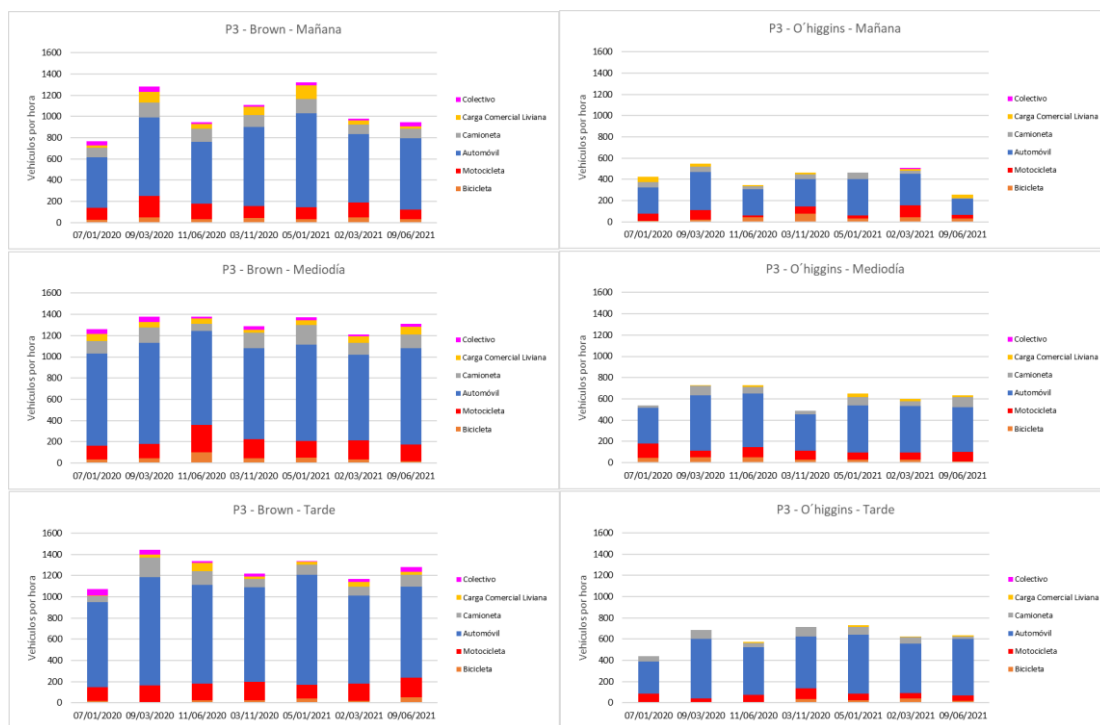 P3 - Brown - Mañana
Vehículos por hora
1600
1400
1200
1000
800
600
400
200
0
07/01/2020 09/03/2020 11/06/2020 03/11/2020 05/01/2021 02/03/2021 09/06/2021
Colectivo
Carga Comercial Liviana
Camioneta
Automóvil
Motocicleta
Bicicleta
P3 - O´higgins - Mañana
Vehículos por hora
1600
1400
1200
1000
800
600
400
200
0
07/01/2020 09/03/2020 11/06/2020 03/11/2020 05/01/2021 02/03/2021 09/06/2021
Colectivo
Carga Comercial Liviana
Camioneta
Automóvil
Motocicleta
Bicicleta
P3 - Brown - Mediodía
Vehículos por hora
1600
1400
1200
1000
800
600
400
200
0
07/01/2020 09/03/2020 11/06/2020 03/11/2020 05/01/2021 02/03/2021 09/06/2021
Colectivo
Carga Comercial Liviana
Camioneta
Automóvil
Motocicleta
Bicicleta
P3 - O´higgins - Mediodía
Vehículos por hora
1600
1400
1200
1000
800
600
400
200
0
07/01/2020 09/03/2020 11/06/2020 03/11/2020 05/01/2021 02/03/2021 09/06/2021
Colectivo
Carga Comercial Liviana
Camioneta
Automóvil
Motocicleta
Bicicleta
P3 - Brown - Tarde
Vehículos por hora
1600
1400
1200
1000
800
600
400
200
0
07/01/2020 09/03/2020 11/06/2020 03/11/2020 05/01/2021 02/03/2021 09/06/2021
Colectivo
Carga Comercial Liviana
Camioneta
Automóvil
Motocicleta
Bicicleta
P3 - O´higgins - Tarde
Vehículos por hora
1600
1400
1200
1000
800
600
400
200
0
07/01/2020 09/03/2020 11/06/2020 03/11/2020 05/01/2021 02/03/2021 09/06/2021
Colectivo
Carga Comercial Liviana
Camioneta
Automóvil
Motocicleta
Bicicleta